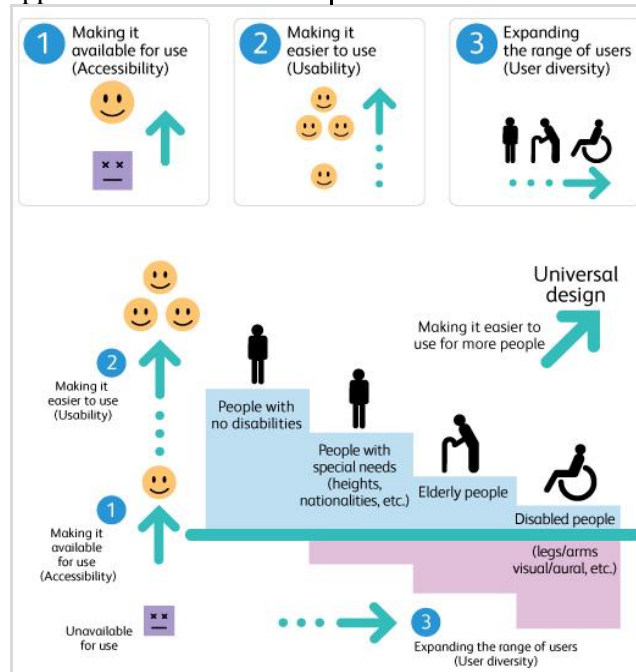 1
Making it
available for use
(Accessibility)
2
Making it
easier to use
(Usability)
3
Expanding
the range of users
(User diversity)
Universal
design
Making it easier to
use for more people
2
Making it
easier to use
(Usability)
People with
no disabilities
People with
special needs
(heights,
nationalities, etc.)
Elderly people
Disabled people
(legs/arms
visual/aural, etc.)
1
Making it
available
for use
(Accessibility)
Unavailable
for use
3
Expanding the range of users
(User diversity)